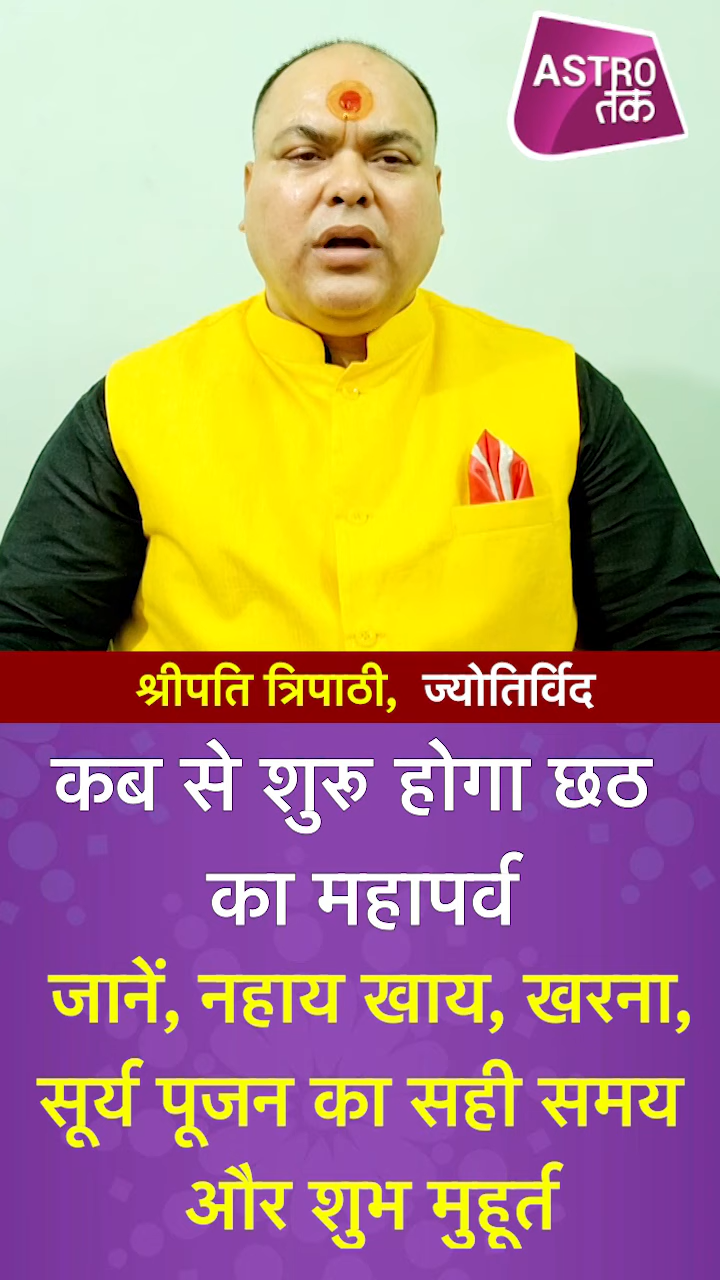 ASTRO
तक
श्रीपति त्रिपाठी, ज्योतिर्विद
कब से शुरू होगा छठ
का महापर्व
जानें, नहाय खाय, खरना,
सूर्य पूजन का सही समय
और शुभ मुहूर्त